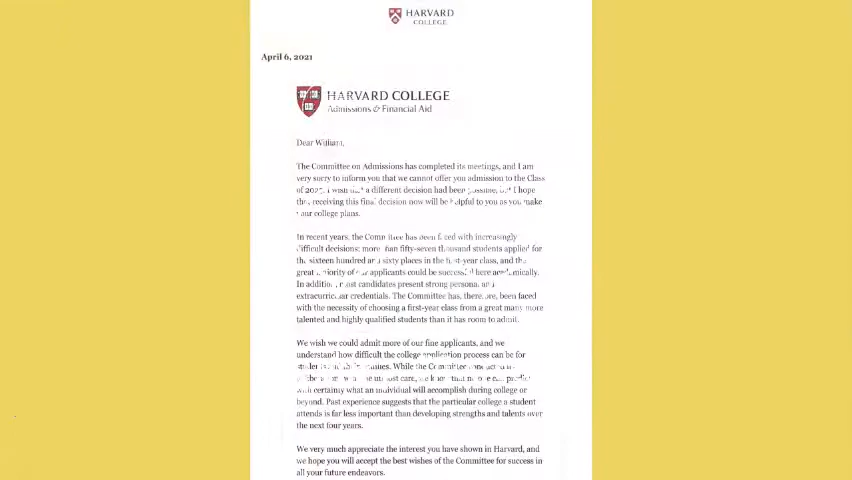 HARVARD
COLLEGE
April 6, 2021
HARVARD COLLEGE
Admissions & Financial Aid
Dear William,
The Committee on Admissions has completed its meetings, and I am
very sorry to inform you that we cannot offer you admission to the Class
of I wish a different decision had been I hope
receiving this final decision now will be helpful to you as you make
college plans.
In recent years, the Committee has been faced with increasingly
difficult decisions; more than fifty-seven thousand students applied for
the sixteen hundred and sixty places in the first-year class, and the
great majority of our applicants could be successful here academically.
In addition, most candidates present strong personal and
extracurricular credentials. The Committee has, therefore, been faced
with the necessity of choosing a first-year class from a great many more
talented and highly qualified students than it has room to admit.
We wish we could admit more of our fine applicants, and we
understand how difficult the college application process can be for
While the Committee
utmost care, no one can predict
with certainty what an individual will accomplish during college or
beyond. Past experience suggests that the particular college a student
attends is far less important than developing strengths and talents over
the next four years.
We very much appreciate the interest you have shown in Harvard, and
we hope you will accept the best wishes of the Committee for success in
all your future endeavors.